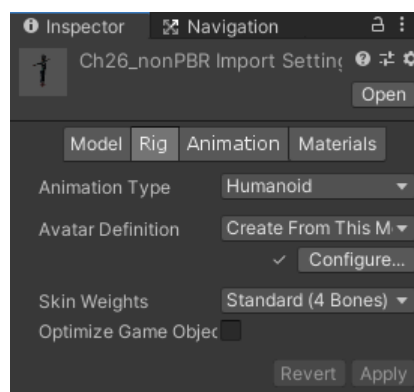 Inspector Navigation
Ch26_nonPBR Import Setting
Open
Model Rig Animation Materials
Animation Type Humanoid
Avatar Definition Create From This M
Configure...
Skin Weights Standard (4 Bones)
Optimize Game Objec
Revert Apply